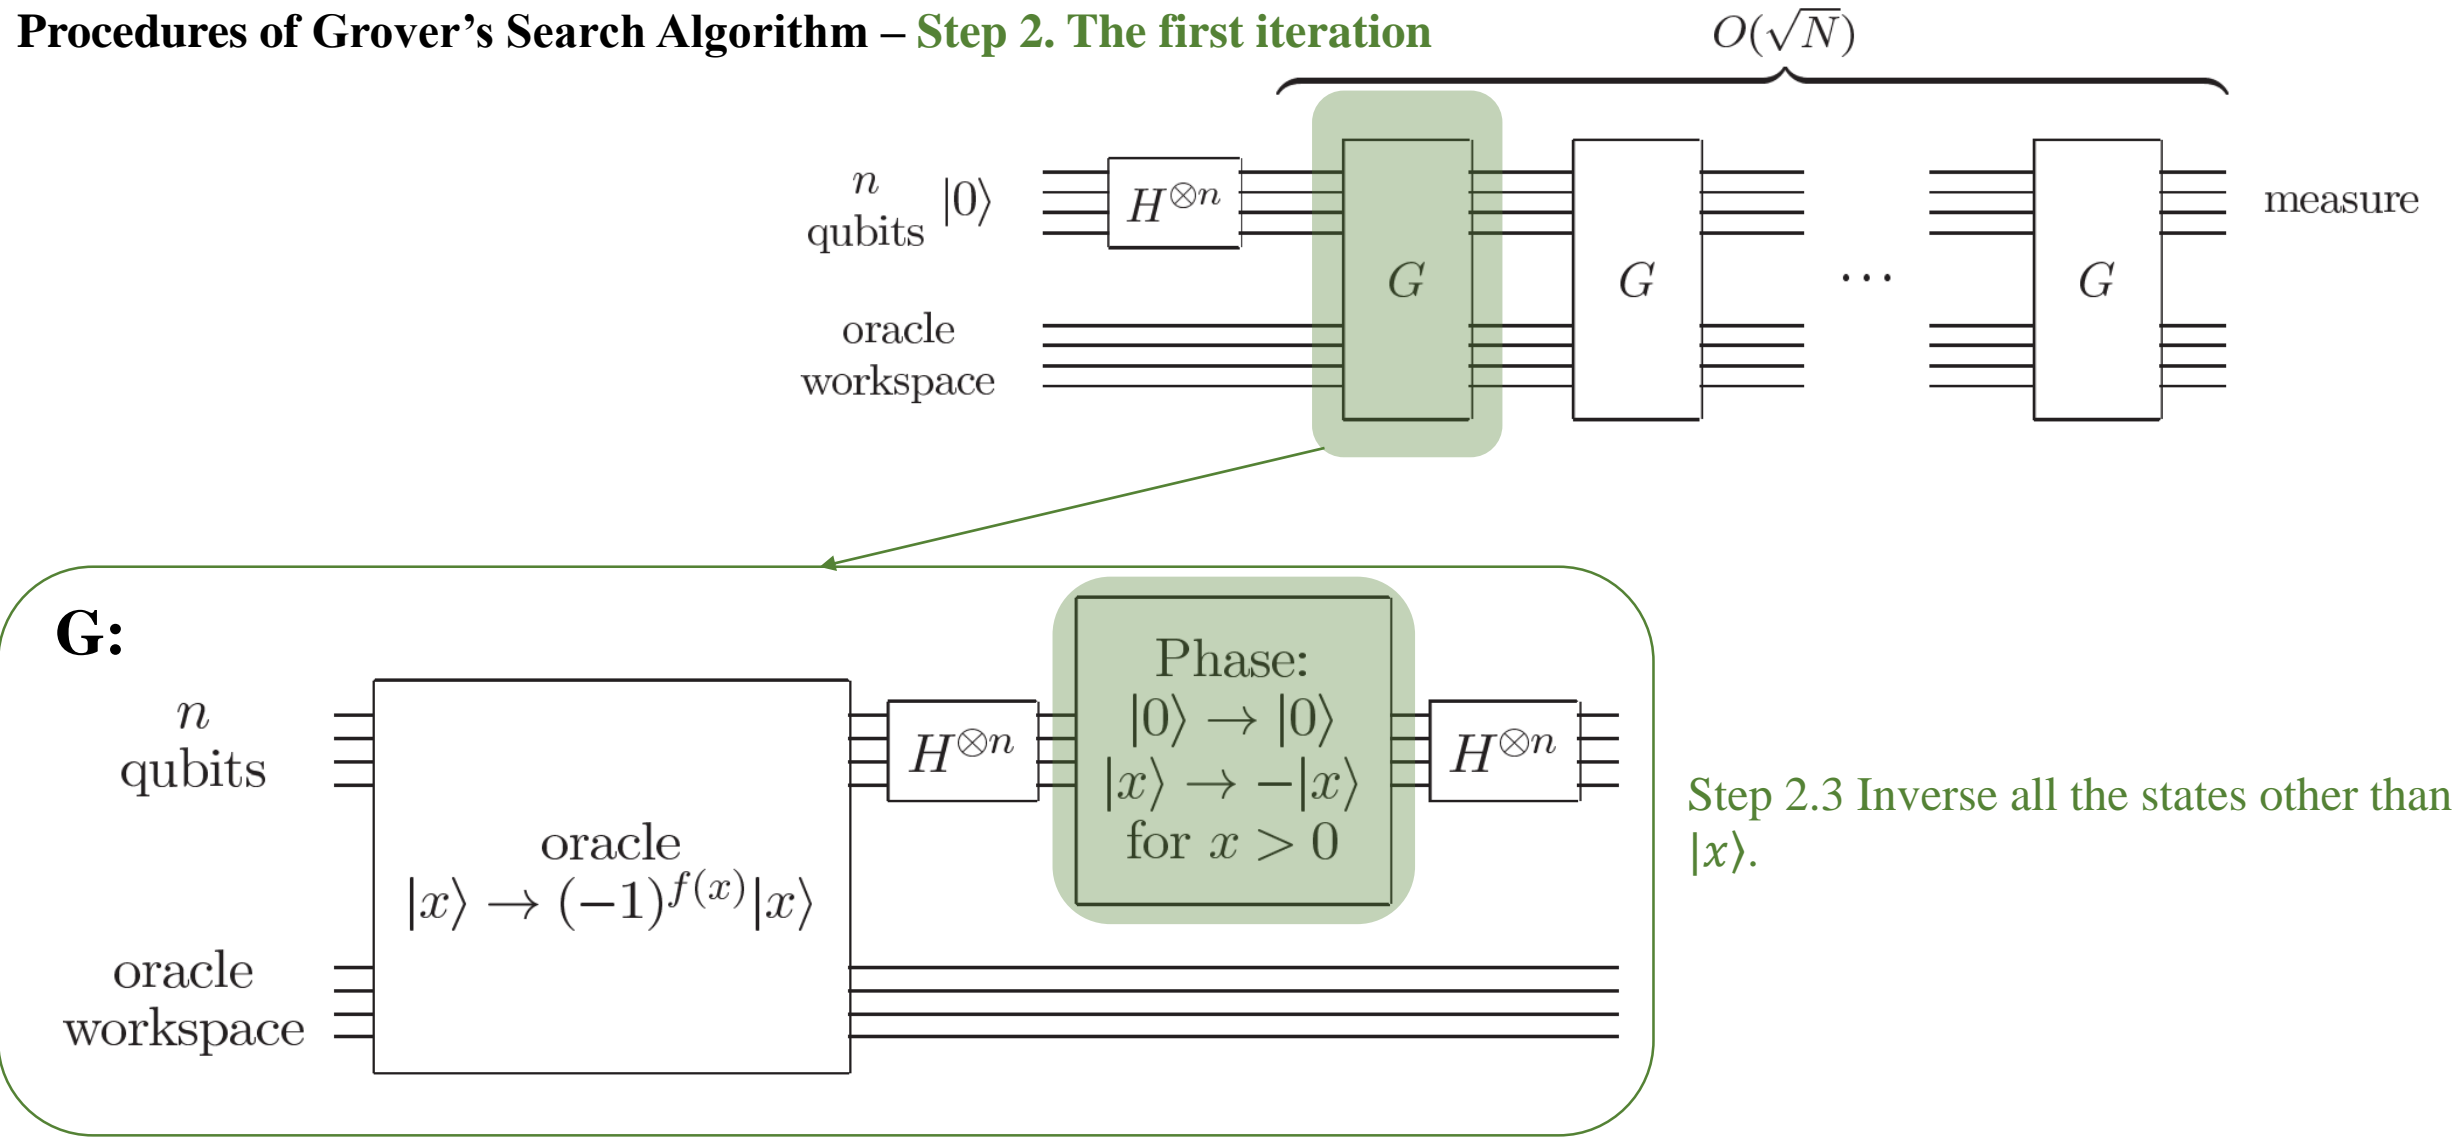 Procedures of Grover’s Search Algorithm – Step 2. The first iteration
O(√N)
n
qubits
|0⟩
H⊗n
G
G
···
G
measure
oracle
workspace
G:
n
qubits
oracle
|x⟩ → (−1)^f(x)|x⟩
H⊗n
Phase:
|0⟩ → |0⟩
|x⟩ → −|x⟩
for x > 0
H⊗n
oracle
workspace
Step 2.3 Inverse all the states other than
|x⟩.